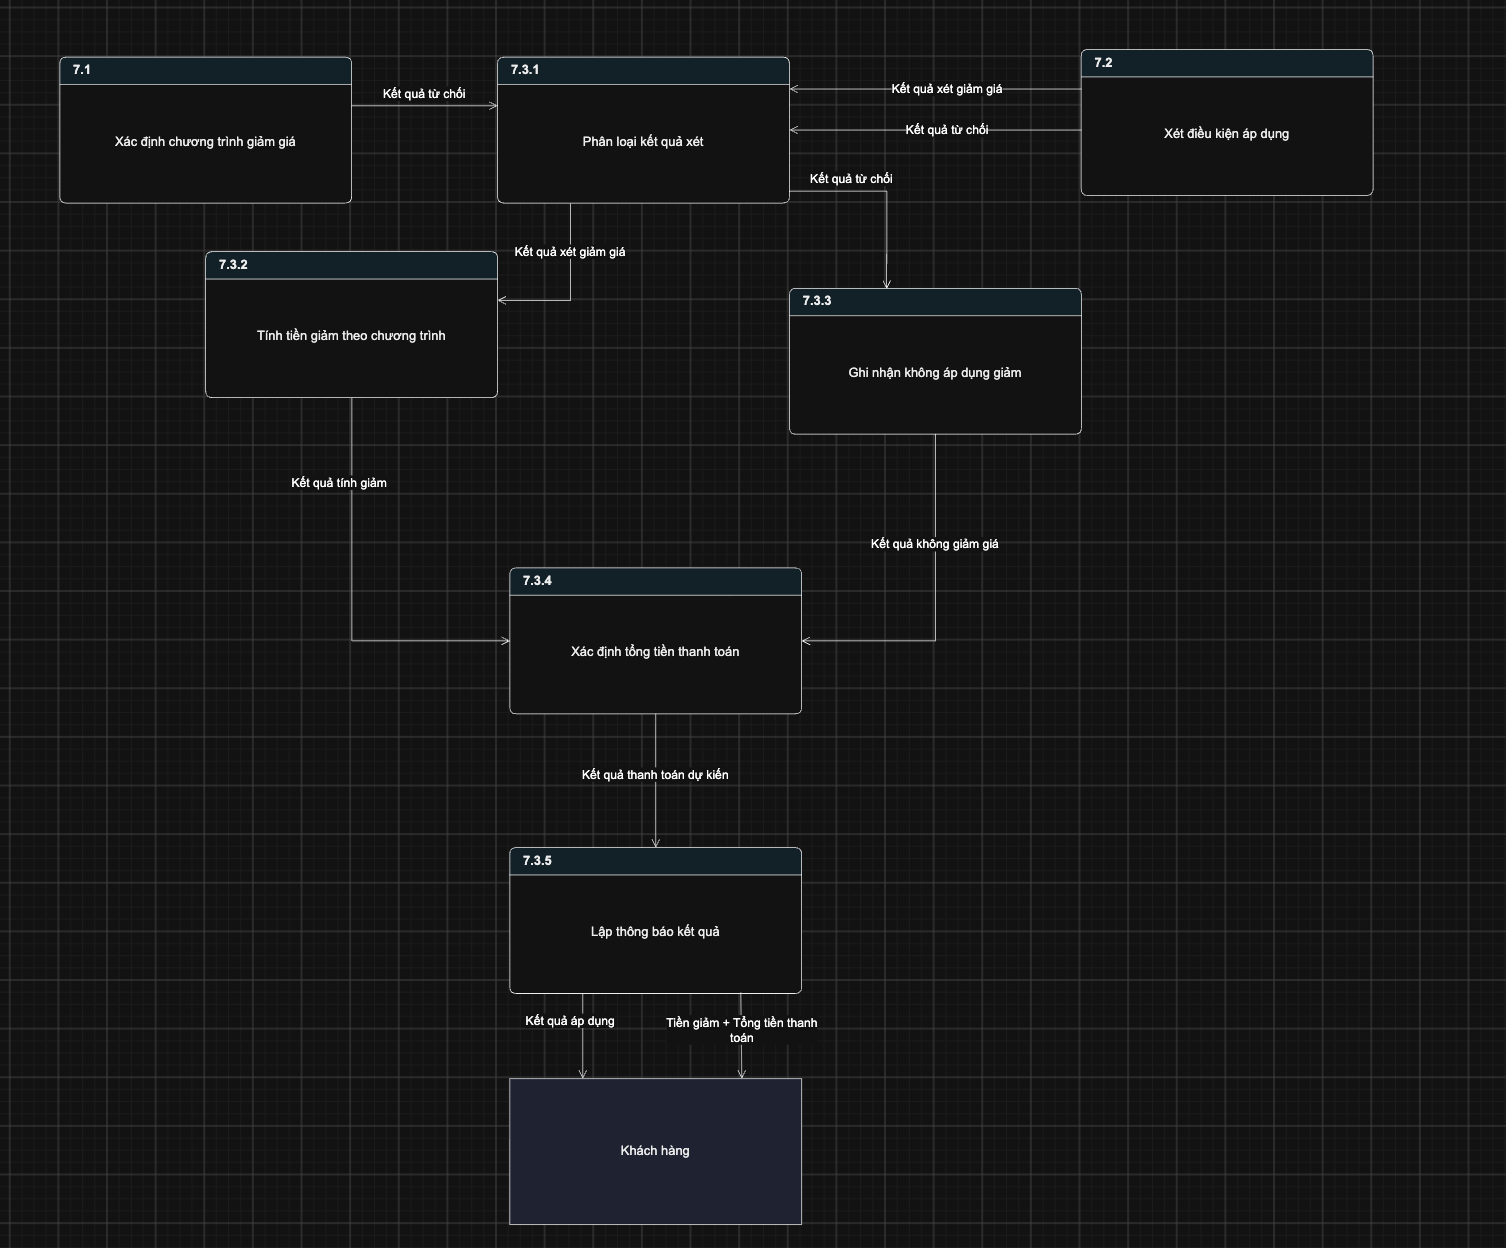 7.1
Xác định chương trình giảm giá
Kết quả từ chối
7.3.1
Phân loại kết quả xét
Kết quả xét giảm giá
Kết quả từ chối
7.2
Xét điều kiện áp dụng
Kết quả từ chối
Kết quả xét giảm giá
7.3.2
Tính tiền giảm theo chương trình
7.3.3
Ghi nhận không áp dụng giảm
Kết quả tính giảm
Kết quả không giảm giá
7.3.4
Xác định tổng tiền thanh toán
Kết quả thanh toán dự kiến
7.3.5
Lập thông báo kết quả
Kết quả áp dụng
Tiền giảm + Tổng tiền thanh
toán
Khách hàng